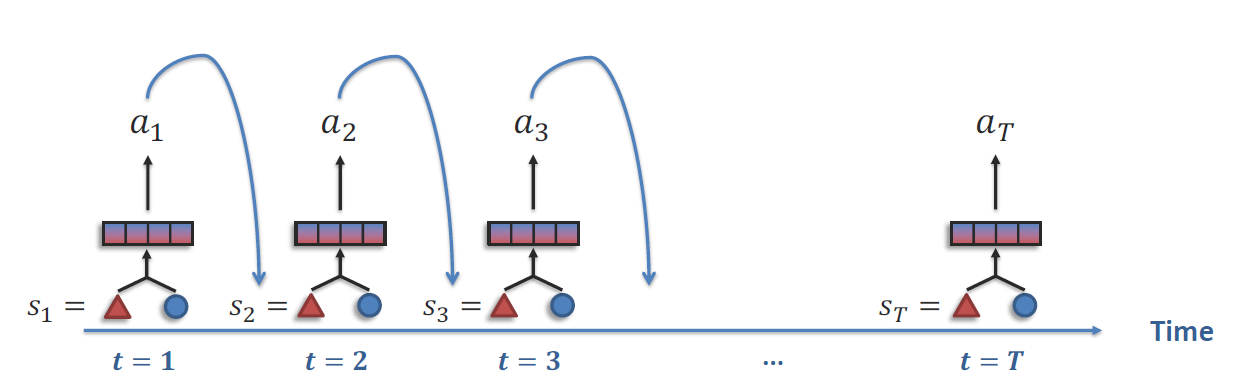 a₁ a₂ a₃ a_T
s₁ = s₂ = s₃ = s_T =
Time
t = 1 t = 2 t = 3 ... t = T